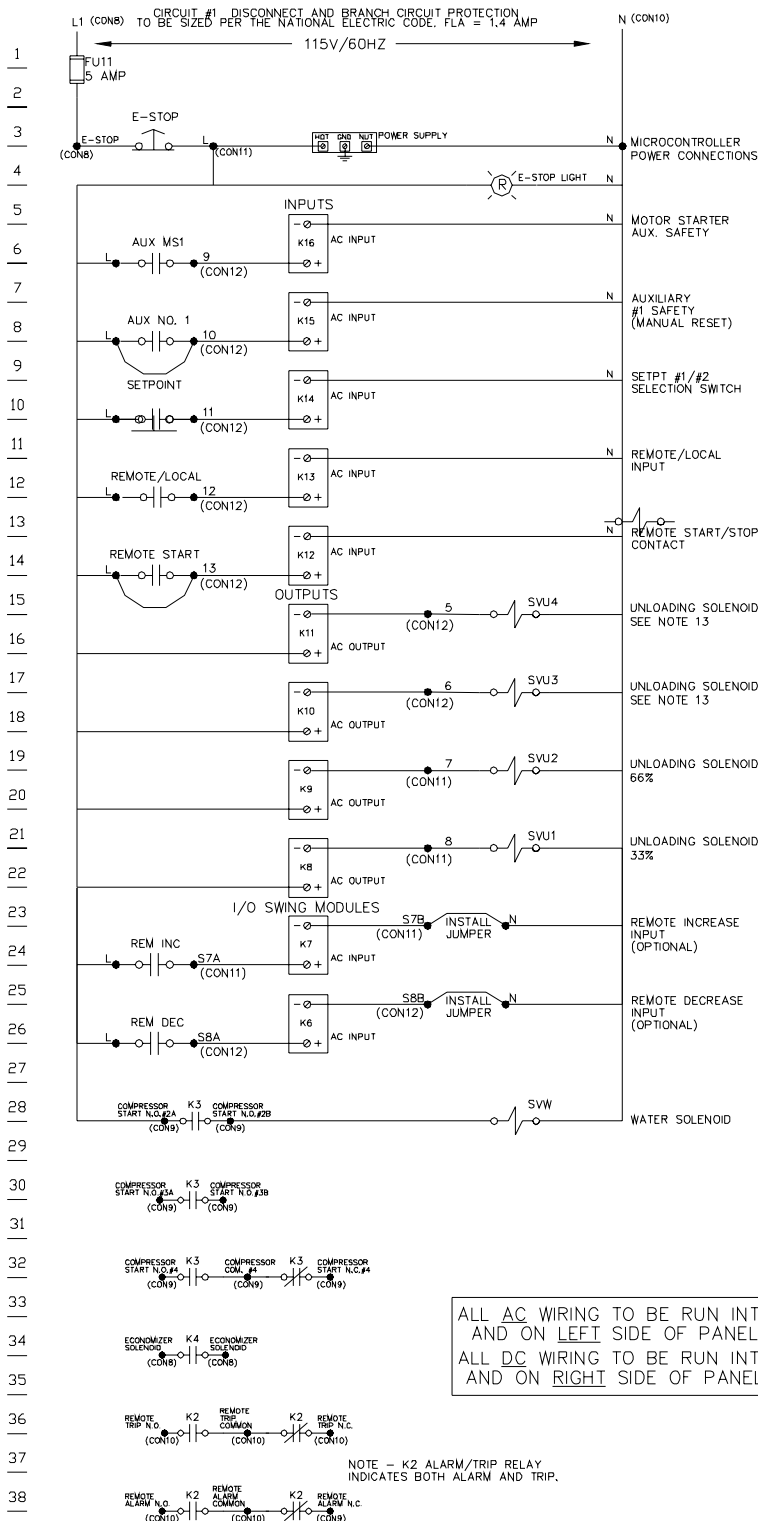 CIRCUIT #1 DISCONNECT AND BRANCH CIRCUIT PROTECTION
L1 (CON8) TO BE SIZED PER THE NATIONAL ELECTRIC CODE. FLA = 1.4 AMP N (CON10)
115V/60HZ
1
FU11
5 AMP
2
E-STOP
3
E-STOP L HOT GND NUT POWER SUPPLY N MICROCONTROLLER
(CON8) (CON11) POWER CONNECTIONS
4
R E-STOP LIGHT N
5
INPUTS
- N MOTOR STARTER
AUX. SAFETY
6
AUX MS1 K16 AC INPUT
L 9 +
(CON12)
7
- N AUXILIARY
#1 SAFETY
(MANUAL RESET)
8
AUX NO. 1 K15 AC INPUT
L 10 +
(CON12)
9
SETPOINT - N SETPT #1/#2
SELECTION SWITCH
10
K14 AC INPUT
L 11 +
(CON12)
11
- N REMOTE/LOCAL
INPUT
12
REMOTE/LOCAL K13 AC INPUT
L 12 +
(CON12)
13
- N REMOTE START/STOP
CONTACT
14
REMOTE START K12 AC INPUT
L 13 +
(CON12)
15
OUTPUTS
- 5 SVU4 UNLOADING SOLENOID
(CON12) SEE NOTE 13
16
K11 AC OUTPUT
+
17
- 6 SVU3 UNLOADING SOLENOID
(CON12) SEE NOTE 13
18
K10 AC OUTPUT
+
19
- 7 SVU2 UNLOADING SOLENOID
(CON11) 66%
20
K9 AC OUTPUT
+
21
- 8 SVU1 UNLOADING SOLENOID
(CON11) 33%
22
K8 AC OUTPUT
+
23
I/O SWING MODULES
- S7B INSTALL N REMOTE INCREASE
(CON11) JUMPER INPUT
(OPTIONAL)
24
REM INC K7 AC INPUT
L S7A +
(CON11)
25
- S8B INSTALL N REMOTE DECREASE
(CON12) JUMPER INPUT
(OPTIONAL)
26
REM DEC K6 AC INPUT
L S8A +
(CON12)
27
28
COMPRESSOR K3 COMPRESSOR SVW
START N.O.#2A START N.O.#2B WATER SOLENOID
(CON9) (CON9)
29
30
COMPRESSOR K3 COMPRESSOR
START N.O.#3A START N.O.#3B
(CON9) (CON9)
31
32
COMPRESSOR K3 COMPRESSOR K3 COMPRESSOR
START N.O.#4 COM. #4 START N.C.#4
(CON9) (CON9) (CON9)
33
ALL AC WIRING TO BE RUN INT
AND ON LEFT SIDE OF PANEL
34
ECONOMIZER K4 ECONOMIZER
SOLENOID SOLENOID
(CON8) (CON8)
ALL DC WIRING TO BE RUN INT
AND ON RIGHT SIDE OF PANEL
35
36
REMOTE K2 REMOTE K2 REMOTE
TRIP N.O. TRIP COMMON TRIP N.C.
(CON10) (CON10) (CON10)
37
NOTE - K2 ALARM/TRIP RELAY
INDICATES BOTH ALARM AND TRIP.
38
REMOTE K2 REMOTE K2 REMOTE
ALARM N.O. ALARM COMMON ALARM N.C.
(CON10) (CON10) (CON9)